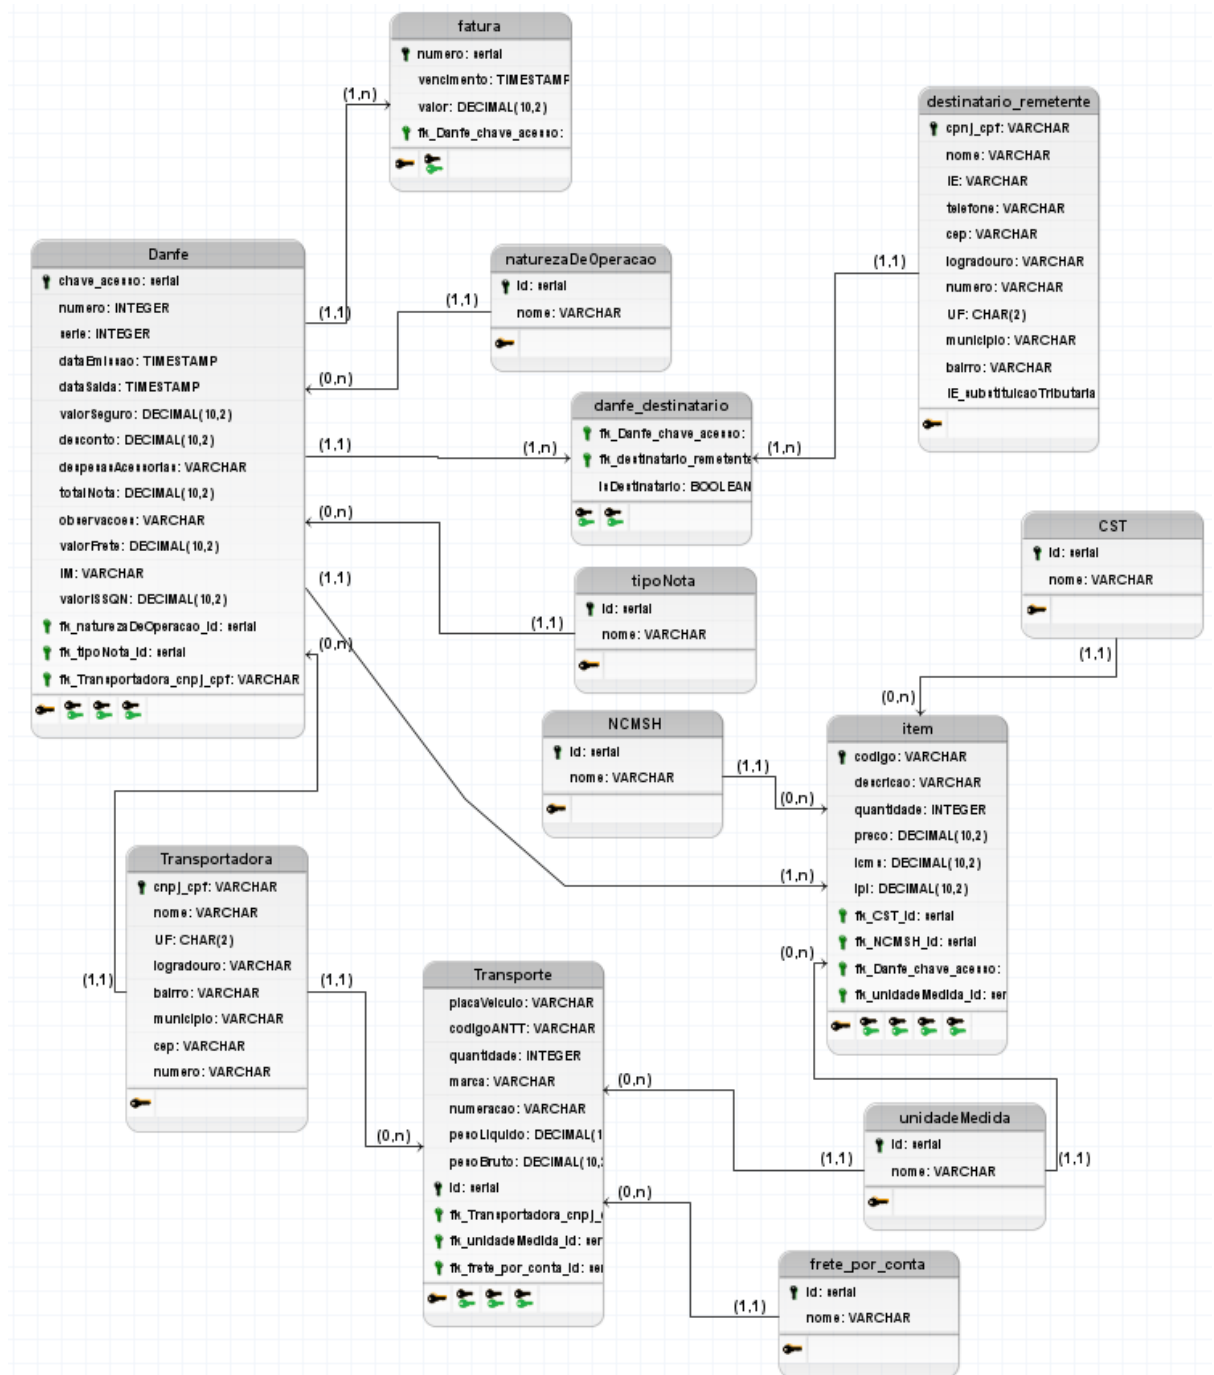 fatura
numero: serial
vencimento: TIMESTAMP
valor: DECIMAL(10,2)
fk_Danfe_chave_acesso:
(1,n)
destinatario_remetente
cpnj_cpf: VARCHAR
nome: VARCHAR
IE: VARCHAR
telefone: VARCHAR
cep: VARCHAR
logradouro: VARCHAR
numero: VARCHAR
UF: CHAR(2)
municipio: VARCHAR
bairro: VARCHAR
IE_substituicaoTributaria
(1,1)
Danfe
chave_acesso: serial
numero: INTEGER
serie: INTEGER
dataEmissao: TIMESTAMP
dataSaida: TIMESTAMP
valorSeguro: DECIMAL(10,2)
desconto: DECIMAL(10,2)
despesasAcessorias: VARCHAR
totalNota: DECIMAL(10,2)
observacoes: VARCHAR
valorFrete: DECIMAL(10,2)
IM: VARCHAR
valorISSQN: DECIMAL(10,2)
fk_naturezaDeOperacao_id: serial
fk_tipoNota_id: serial
fk_Transportadora_cnpj_cpf: VARCHAR
(1,1)
(0,n)
(1,1)
(0,n)
(1,1)
(0,n)
naturezaDeOperacao
id: serial
nome: VARCHAR
(1,1)
danfe_destinatario
fk_Danfe_chave_acesso:
fk_destinatario_remetente
isDestinatario: BOOLEAN
(1,n)
(1,n)
tipoNota
id: serial
nome: VARCHAR
(1,1)
CST
id: serial
nome: VARCHAR
(1,1)
(0,n)
NCMSH
id: serial
nome: VARCHAR
(1,1)
(0,n)
item
codigo: VARCHAR
descricao: VARCHAR
quantidade: INTEGER
preco: DECIMAL(10,2)
icms: DECIMAL(10,2)
ipi: DECIMAL(10,2)
fk_CST_id: serial
fk_NCMSH_id: serial
fk_Danfe_chave_acesso:
fk_unidadeMedida_id: ser
(1,n)
(0,n)
Transportadora
cnpj_cpf: VARCHAR
nome: VARCHAR
UF: CHAR(2)
logradouro: VARCHAR
bairro: VARCHAR
municipio: VARCHAR
cep: VARCHAR
numero: VARCHAR
(1,1)
(1,1)
(0,n)
Transporte
placaVeiculo: VARCHAR
codigoANTT: VARCHAR
quantidade: INTEGER
marca: VARCHAR
numeracao: VARCHAR
pesoLiquido: DECIMAL(1
pesoBruto: DECIMAL(10,
id: serial
fk_Transportadora_cnpj_
fk_unidadeMedida_id: ser
fk_frete_por_conta_id: se
(0,n)
(0,n)
unidadeMedida
id: serial
nome: VARCHAR
(1,1)
(1,1)
frete_por_conta
id: serial
nome: VARCHAR
(1,1)